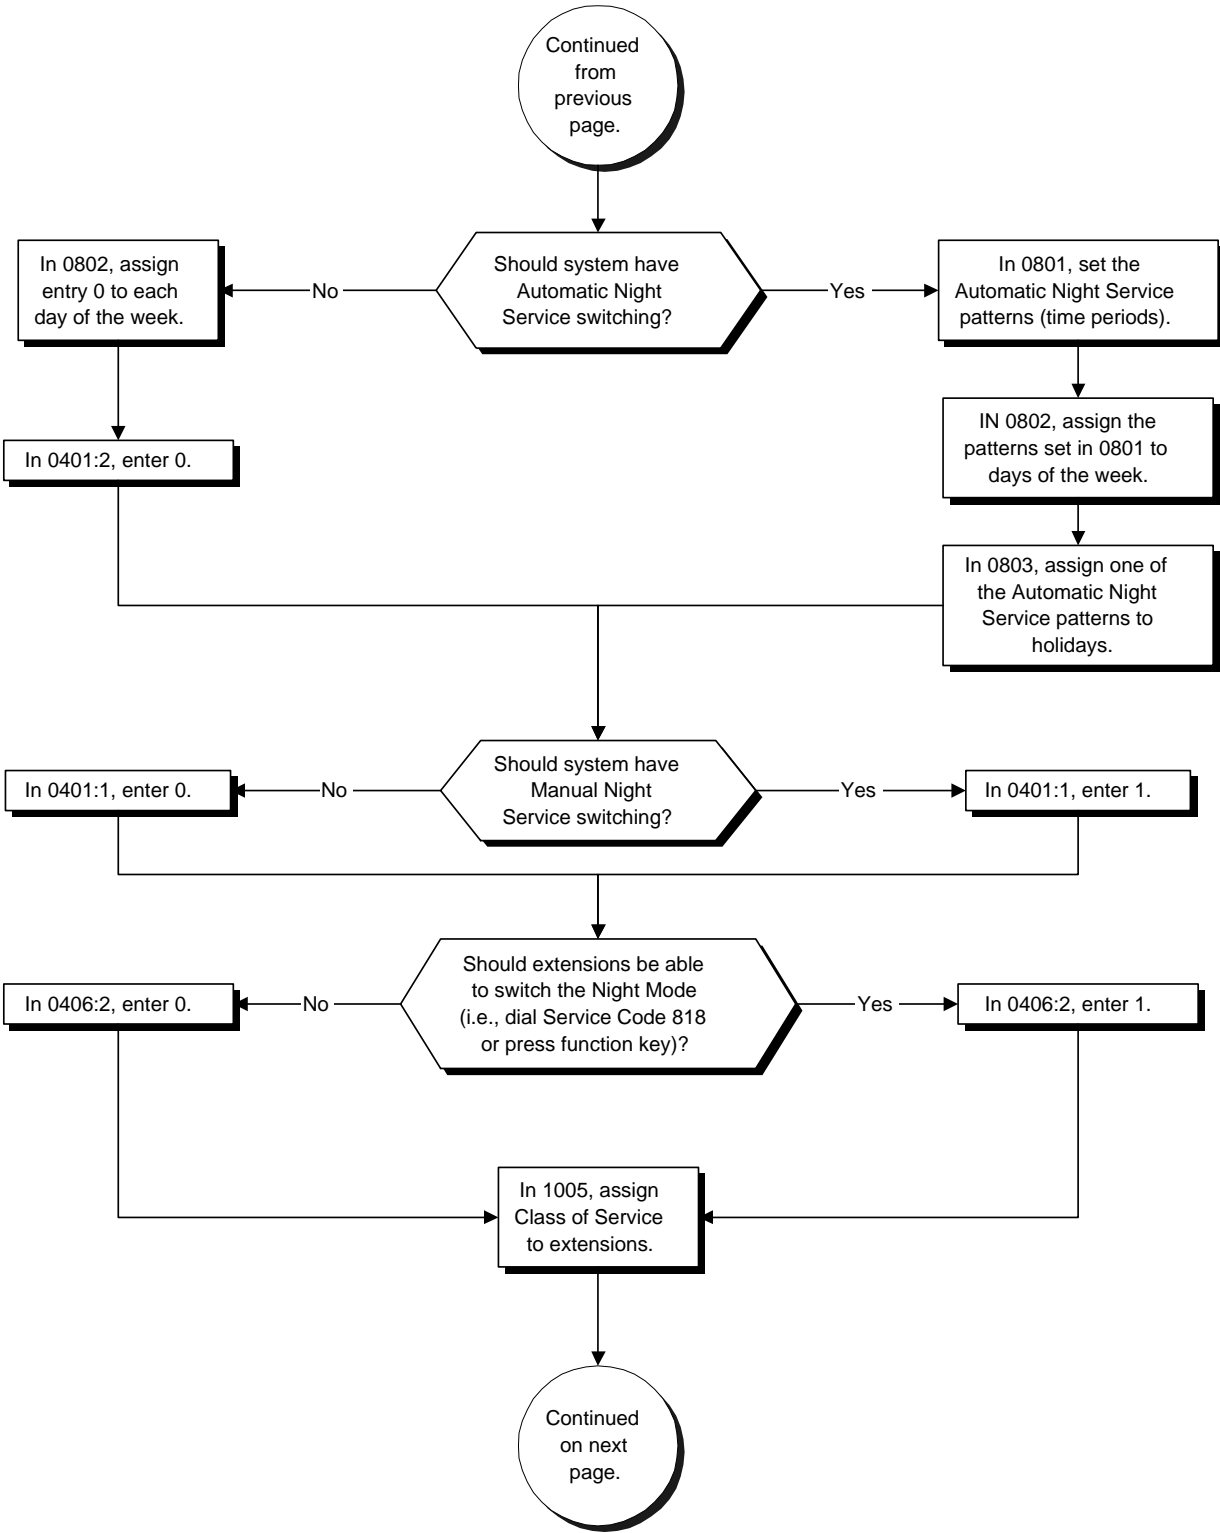 Continued
from
previous
page.
Should system have
Automatic Night
Service switching?
No
Yes
In 0802, assign
entry 0 to each
day of the week.
In 0801, set the
Automatic Night Service
patterns (time periods).
In 0401:2, enter 0.
IN 0802, assign the
patterns set in 0801 to
days of the week.
In 0803, assign one of
the Automatic Night
Service patterns to
holidays.
Should system have
Manual Night
Service switching?
No
Yes
In 0401:1, enter 0.
In 0401:1, enter 1.
Should extensions be able
to switch the Night Mode
(i.e., dial Service Code 818
or press function key)?
No
Yes
In 0406:2, enter 0.
In 0406:2, enter 1.
In 1005, assign
Class of Service
to extensions.
Continued
on next
page.